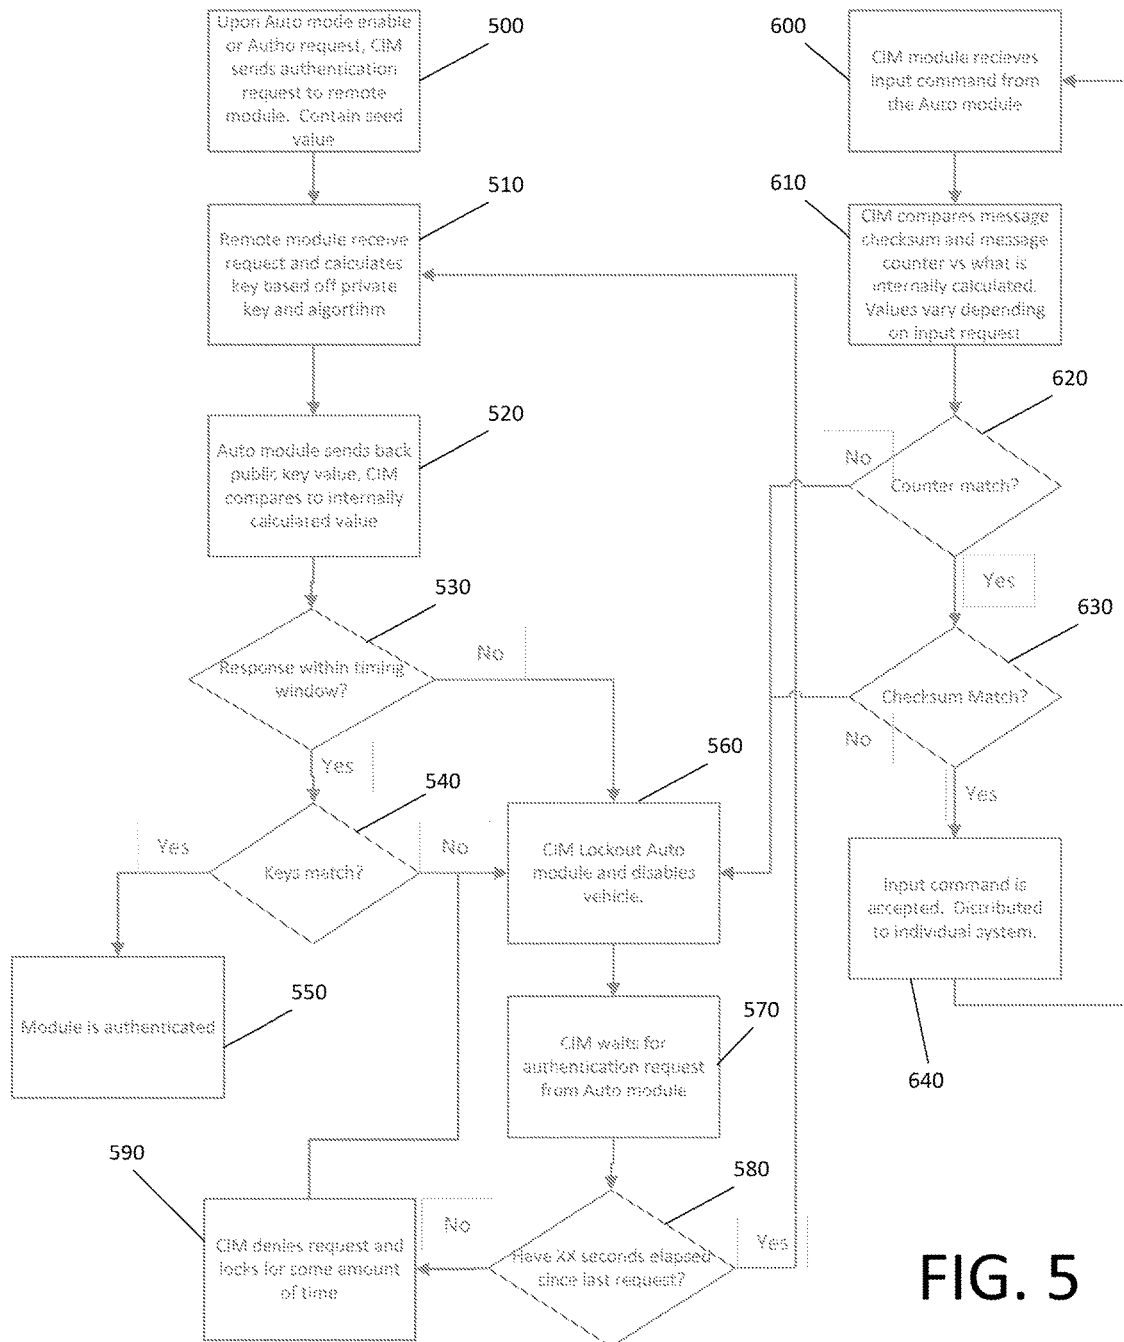 Upon Auto mode enable
or Autho request, CIM
sends authentication
request to remote
module. Contain seed
value
500
Remote module receive
request and calculates
key based off private
key and algortihm
510
Auto module sends back
public key value, CIM
compares to internally
calculated value
520
Response within timing
window?
530
No
Yes
Keys match?
540
Yes
No
Module is authenticated
550
CIM Lockout Auto
module and disables
vehicle.
560
CIM waits for
authentication request
from Auto module
570
Have XX seconds elapsed
since last request?
580
No
Yes
CIM denies request and
locks for some amount
of time
590
CIM module recieves
input command from
the Auto module
600
CIM compares message
checksum and message
counter vs what is
internally calculated.
Values vary depending
on input request
610
Counter match?
620
No
Yes
Checksum Match?
630
No
Yes
Input command is
accepted. Distributed
to individual system.
640
FIG. 5